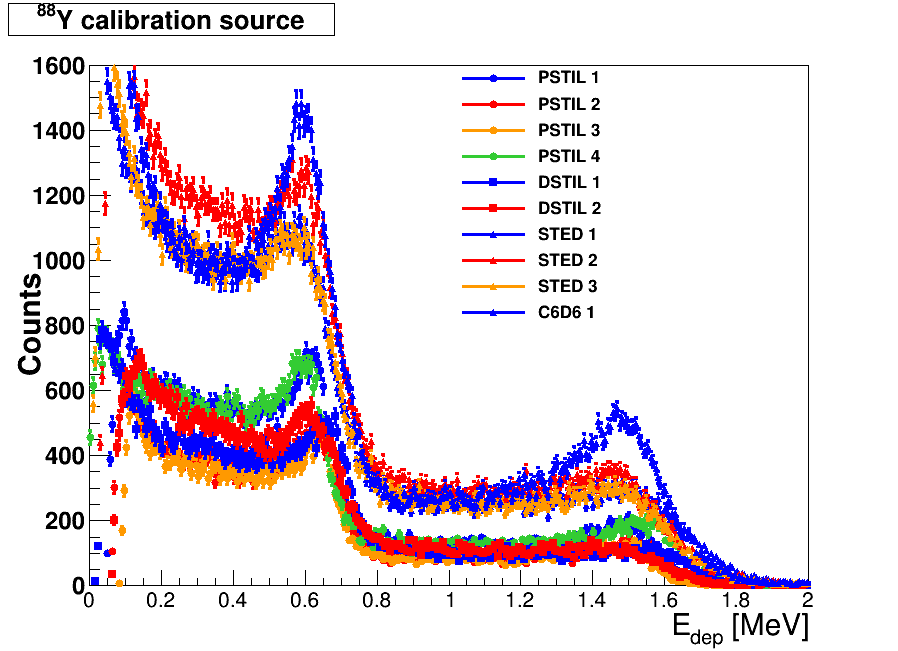 88Y calibration source
1600
1400
1200
1000
800
600
400
200
0
Counts
PSTIL 1
PSTIL 2
PSTIL 3
PSTIL 4
DSTIL 1
DSTIL 2
STED 1
STED 2
STED 3
C6D6 1
0 0.2 0.4 0.6 0.8 1 1.2 1.4 1.6 1.8 2
Edep [MeV]